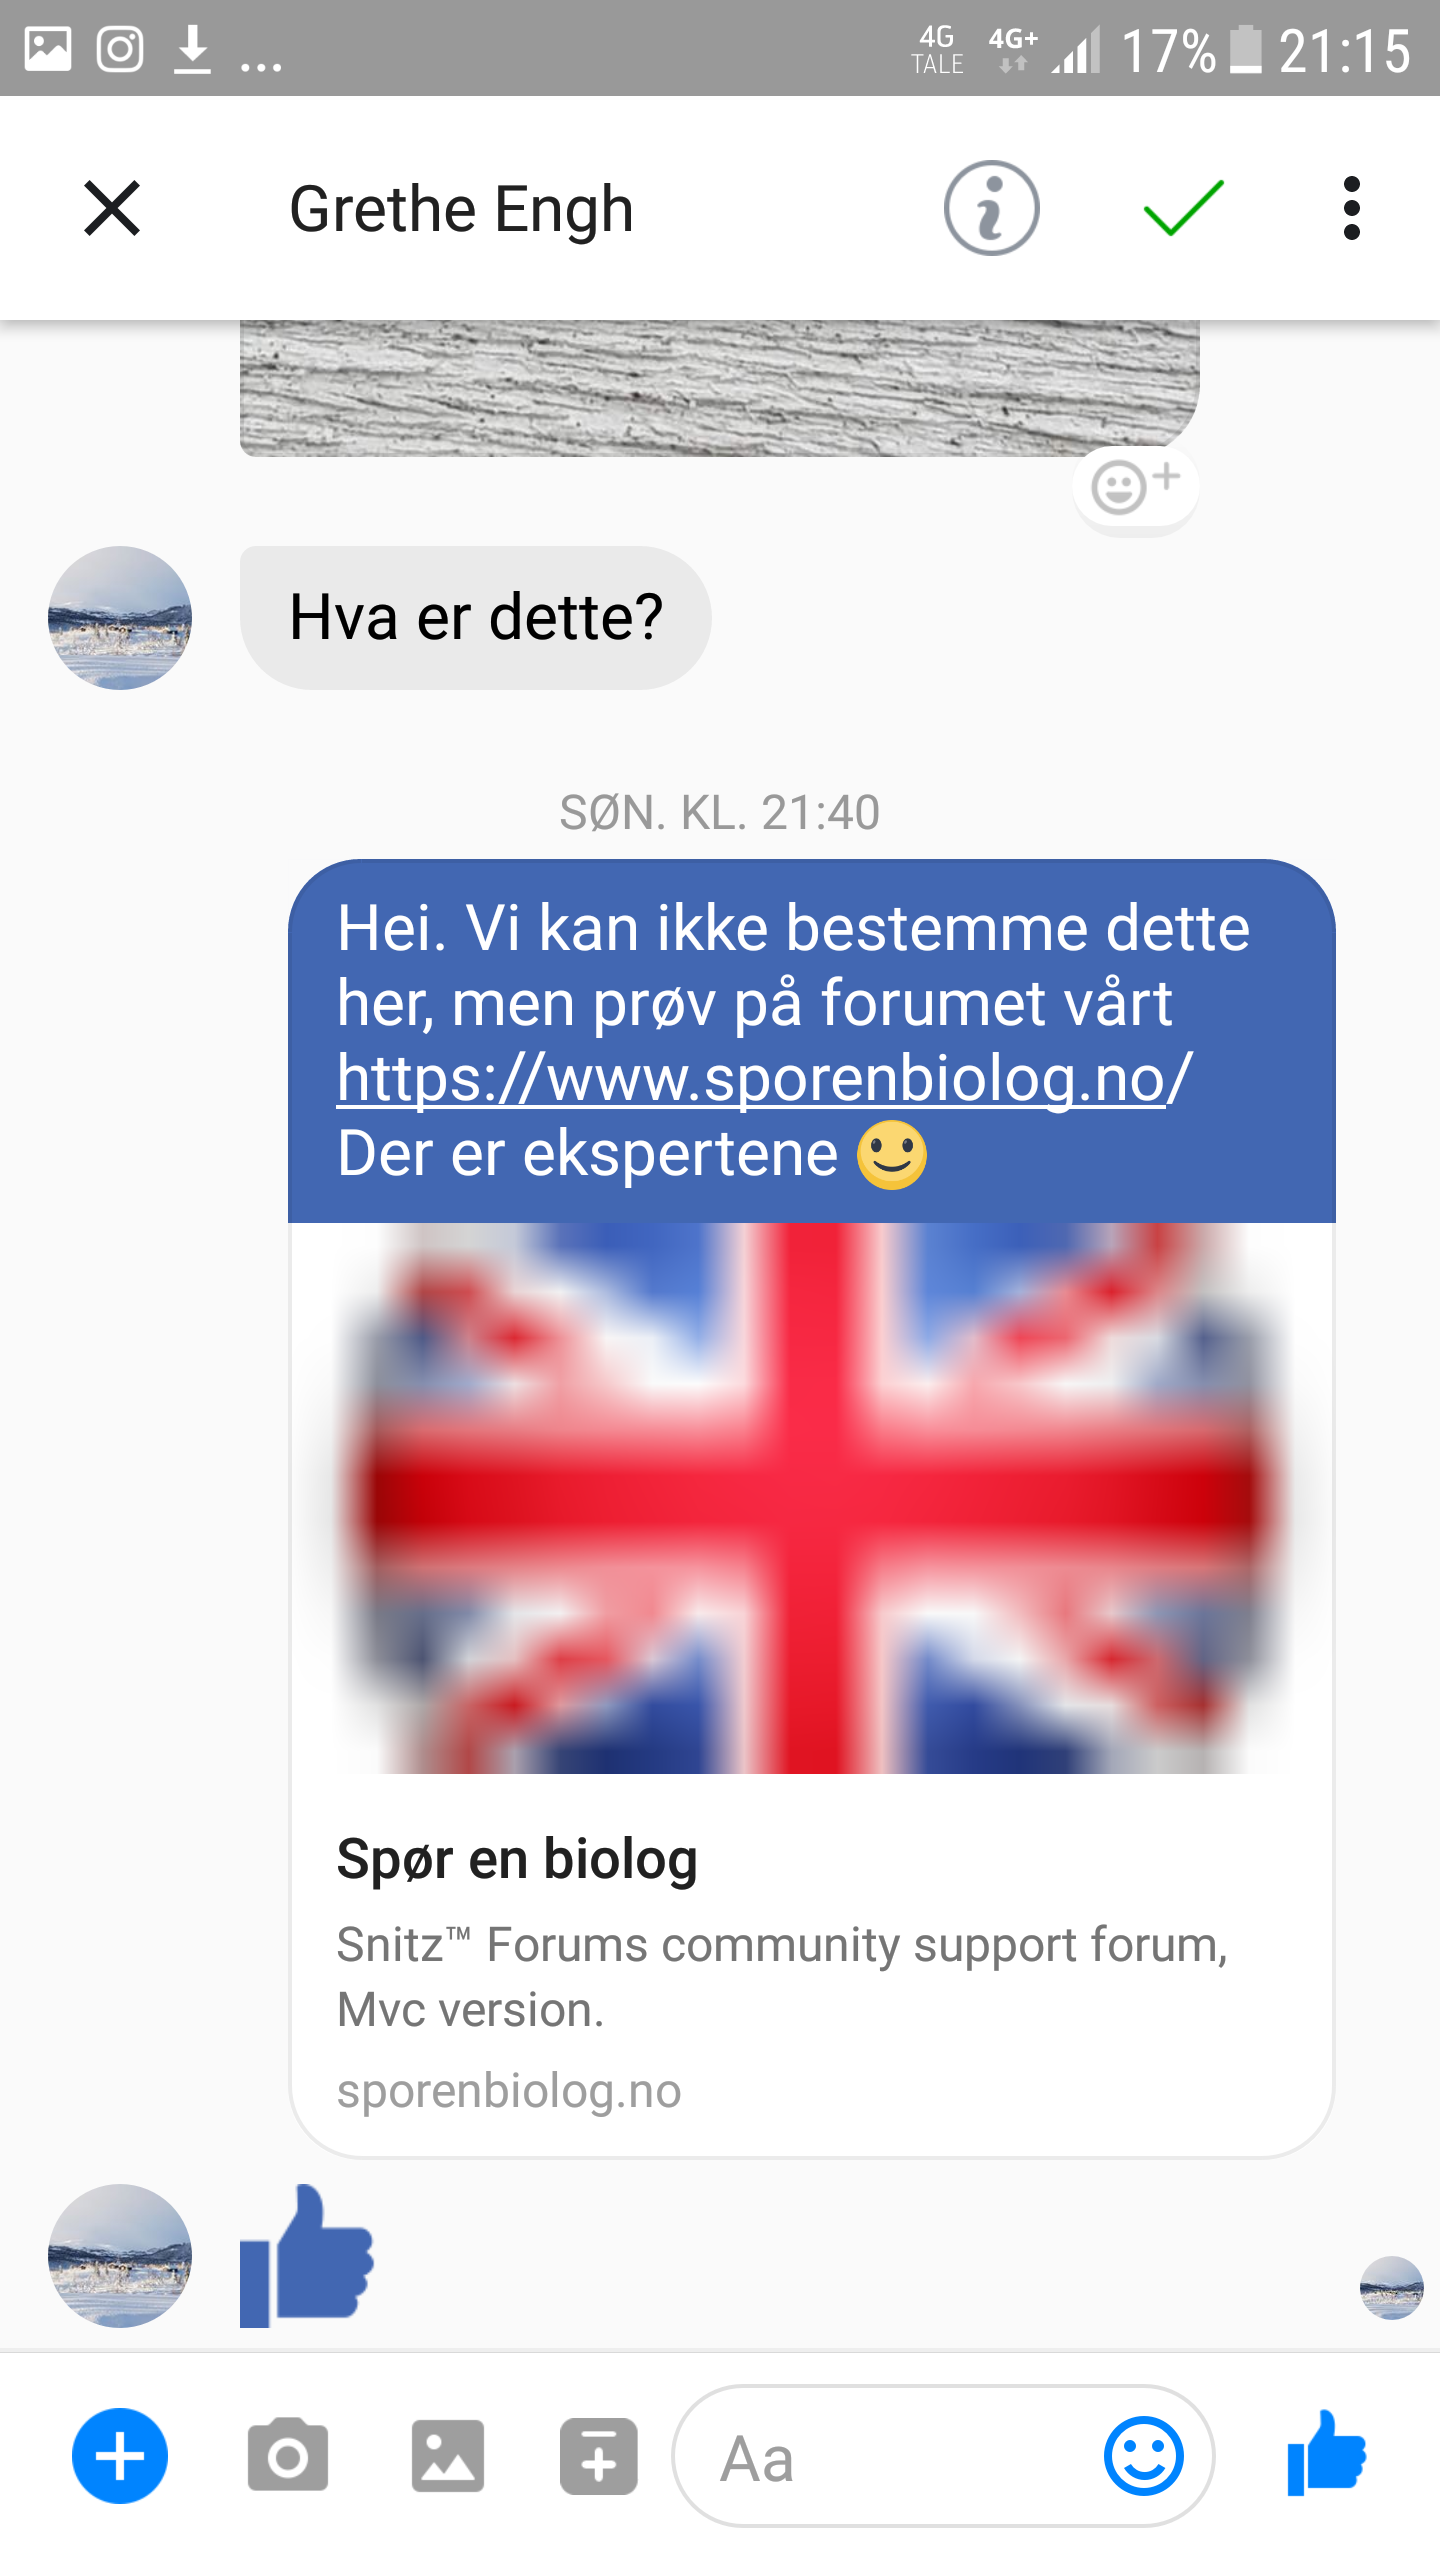 4G
TALE
4G+
17%
21:15
Grethe Engh
Hva er dette?
SØN. KL. 21:40
Hei. Vi kan ikke bestemme dette
her, men prøv på forumet vårt
https://www.sporenbiolog.no/
Der er ekspertene 🙂
Spør en biolog
Snitz™ Forums community support forum,
Mvc version.
sporenbiolog.no
Aa